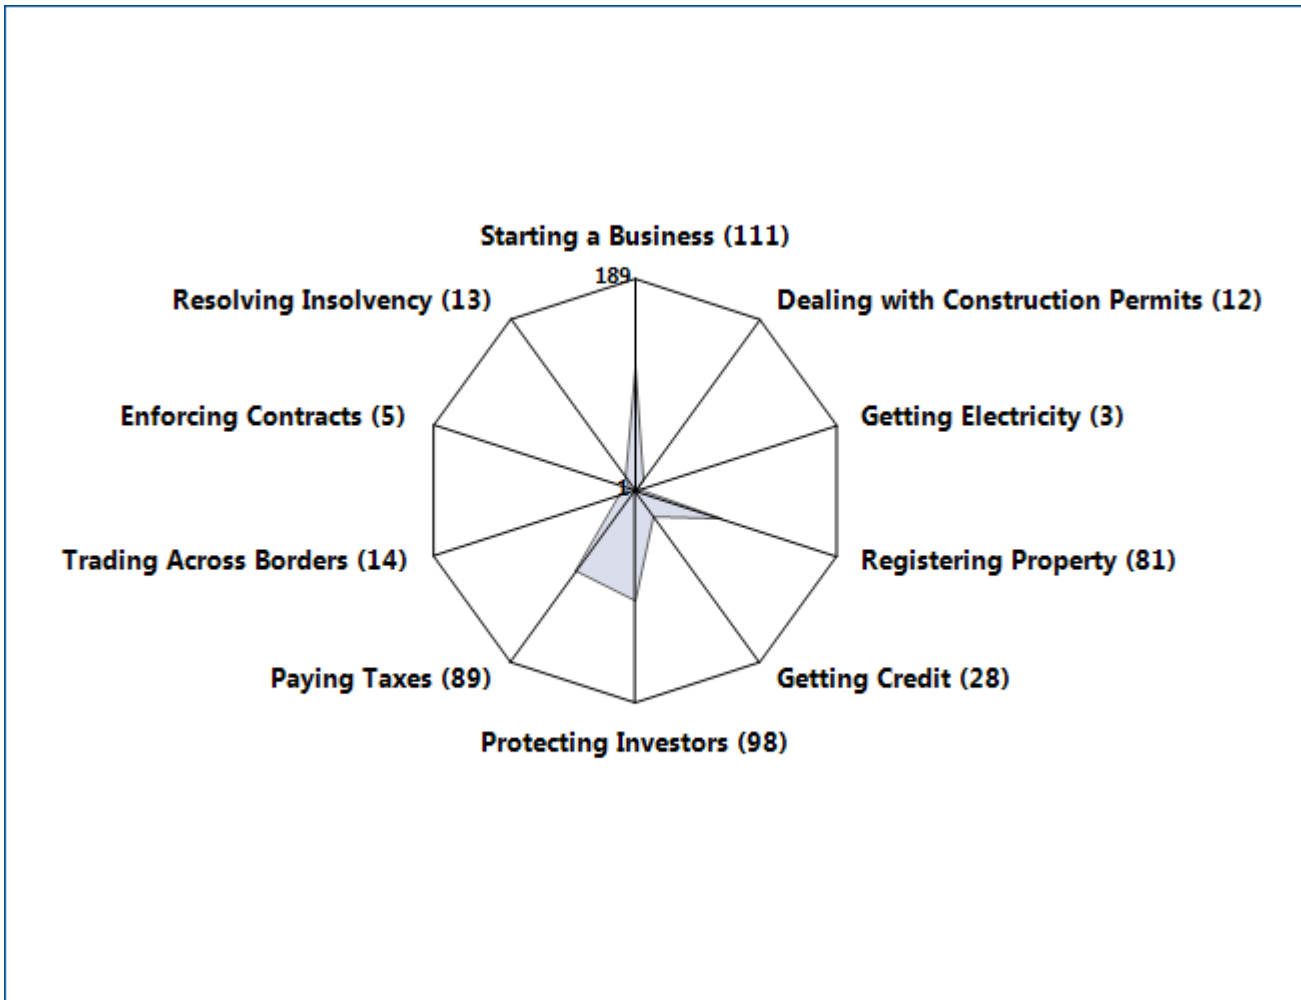 Starting a Business (111)
189
Resolving Insolvency (13)
Dealing with Construction Permits (12)
Enforcing Contracts (5)
Getting Electricity (3)
1
Trading Across Borders (14)
Registering Property (81)
Paying Taxes (89)
Getting Credit (28)
Protecting Investors (98)